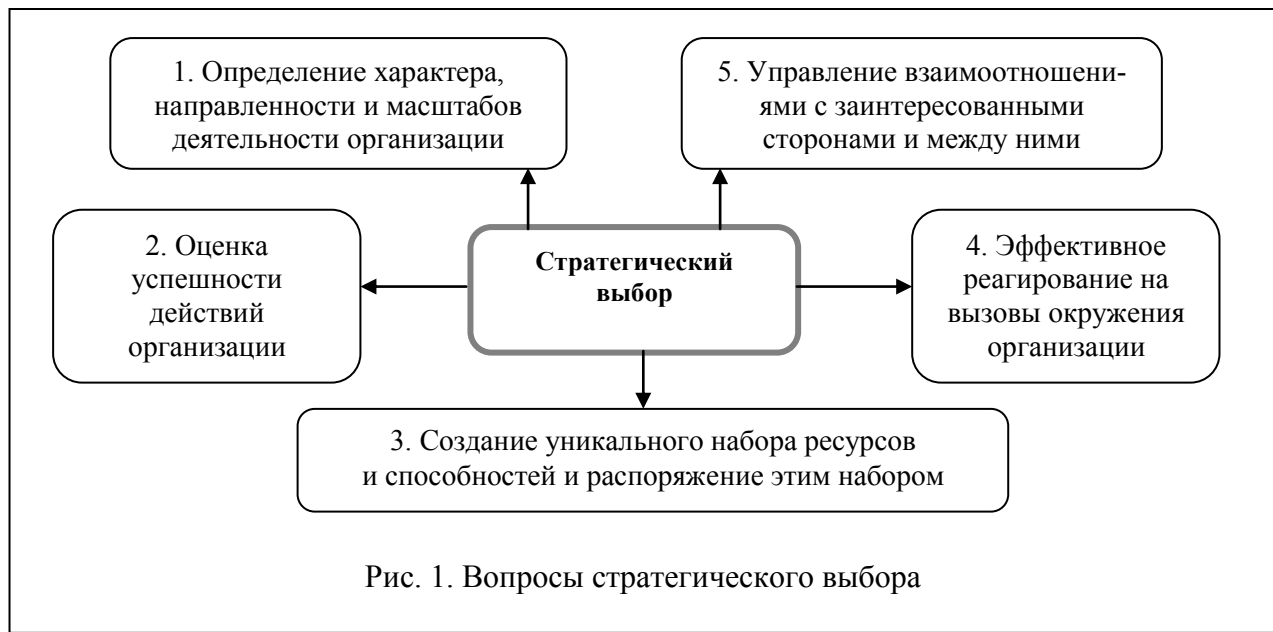 1. Определение характера,
направленности и масштабов
деятельности организации
5. Управление взаимоотношени-
ями с заинтересованными
сторонами и между ними
2. Оценка
успешности
действий
организации
Стратегический
выбор
4. Эффективное
реагирование на
вызовы окружения
организации
3. Создание уникального набора ресурсов
и способностей и распоряжение этим набором
Рис. 1. Вопросы стратегического выбора